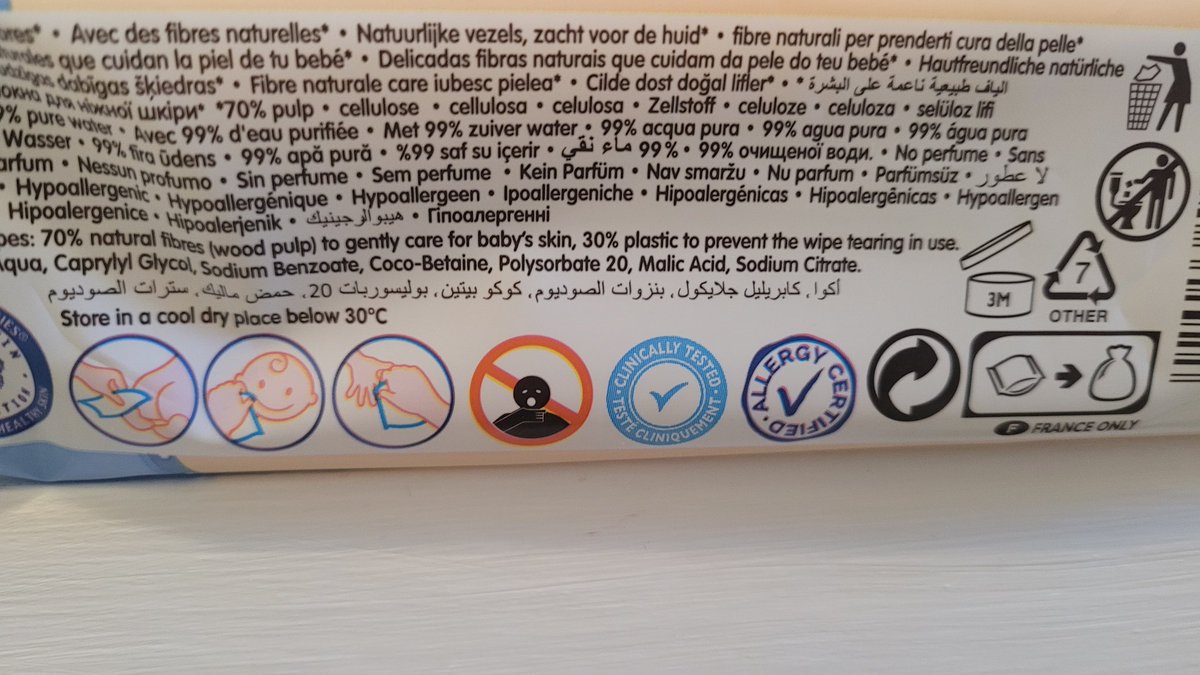 * • Avec des fibres naturelles* • Natuurlijke vezels, zacht voor de huid* • fibre naturali per prenderti cura della pelle*
que cuidan la piel de tu bebé* • Delicadas fibras naturais que cuidam da pele do teu bebé* • Hautfreundliche natürliche
dabīgas šķiedras* • Fibre naturale care iubesc pielea* • Cilde dost doğal lifler* • *الياف طبيعية ناعمة على البشرة *
для ніжної шкіри* *70% pulp • cellulose • cellulosa • celulosa • Zellstoff • celuloze • celuloza • selüloz lifi
pure water • Avec 99% d'eau purifiée • Met 99% zuiver water • 99% acqua pura • 99% agua pura • 99% água pura
Wasser • 99% tīra ūdens • 99% apă pură • %99 saf su içerir • ماء نقي %99 • 99% очищеної води. • No perfume • Sans
• Nessun profumo • Sin perfume • Sem perfume • Kein Parfüm • Nav smaržu • Nu parfum • Parfümsüz • لا عطور
• Hypoallergenic • Hypoallergénique • Hypoallergeen • Ipoallergeniche • Hipoalergénicas • Hipoalergênicas • Hypoallergen
Hipoalergenice • Hipoalerjenik • هيبوالرجينيك • Гіпоалергенні
70% natural fibres (wood pulp) to gently care for baby's skin, 30% plastic to prevent the wipe tearing in use.
Aqua, Caprylyl Glycol, Sodium Benzoate, Coco-Betaine, Polysorbate 20, Malic Acid, Sodium Citrate.
أكوا، كابريليل جلايكول، بنزوات الصوديوم، كوكو بيتين، بوليسوربات 20، حمض ماليك، سترات الصوديوم
Store in a cool dry place below 30°C
3M
7
OTHER
HEALTHY SKIN
CLINICALLY TESTED
TESTÉ CLINIQUEMENT
ALLERGY CERTIFIED
F FRANCE ONLY